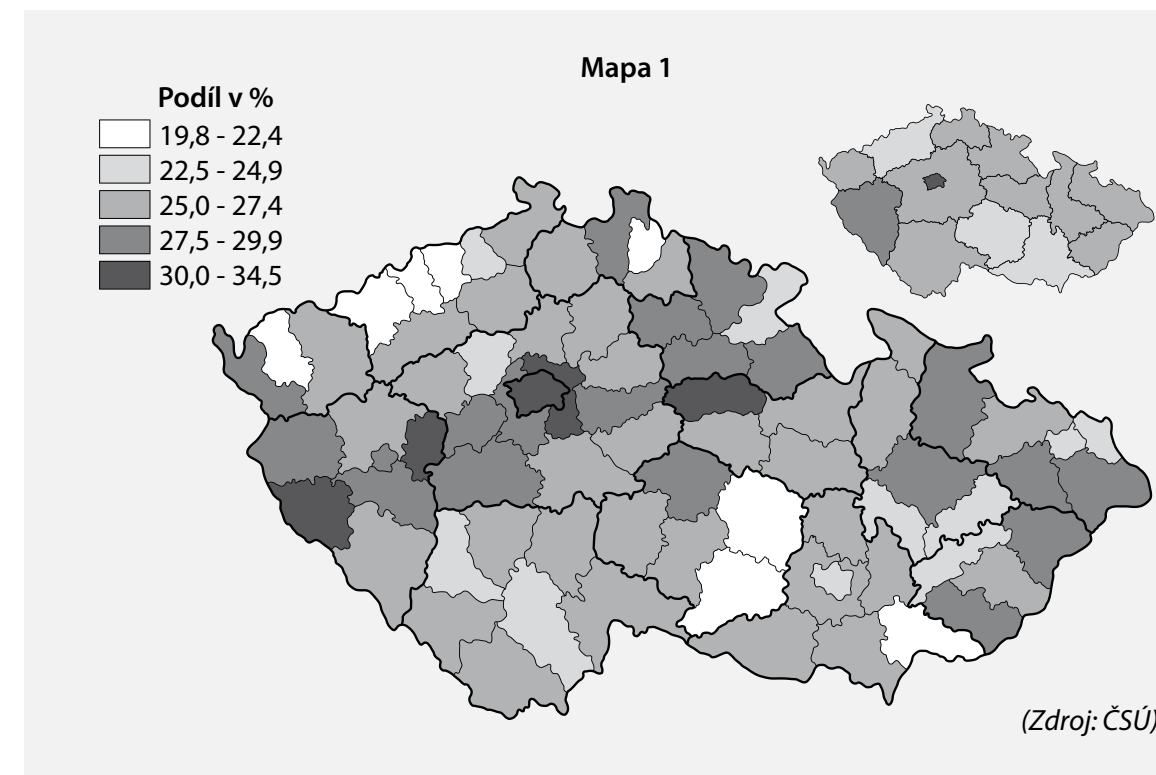 Mapa 1
Podíl v %
19,8 - 22,4
22,5 - 24,9
25,0 - 27,4
27,5 - 29,9
30,0 - 34,5
(Zdroj: ČSÚ)